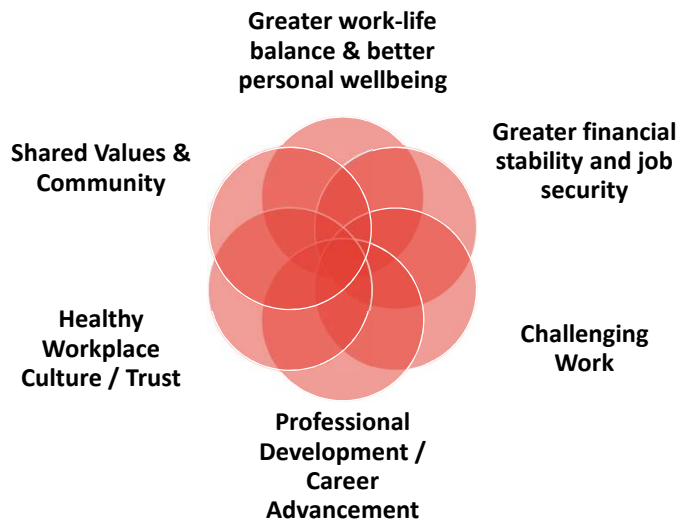 Greater work-life
balance & better
personal wellbeing
Greater financial
stability and job
security
Challenging
Work
Professional
Development /
Career
Advancement
Healthy
Workplace
Culture / Trust
Shared Values &
Community